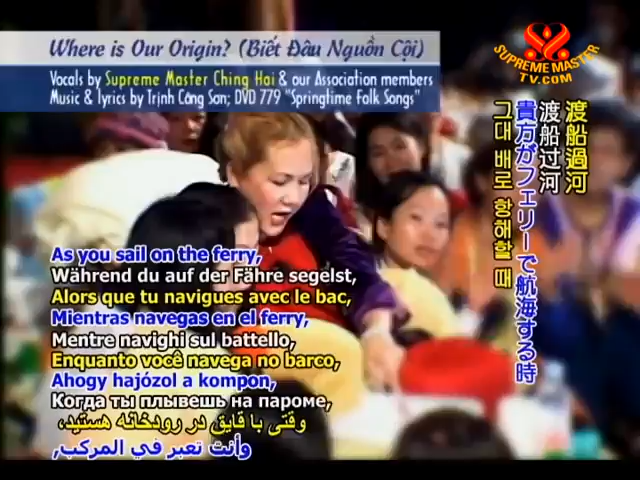 Where is Our Origin? (Biết Đâu Nguồn Cội)
Vocals by Supreme Master Ching Hai & our Association members
Music & lyrics by Trịnh Công Sơn; DVD 779 "Springtime Folk Songs"
SUPREME MASTER
TV.COM
渡船過河
渡船过河
貴方がフェリーで航海する時
그대 배로 항해할 때
As you sail on the ferry,
Während du auf der Fähre segelst,
Alors que tu navigues avec le bac,
Mientras navegas en el ferry,
Mentre navighi sul battello,
Enquanto você navega no barco,
Ahogy hajózol a kompon,
Когда ты плывешь на пароме,
وقتی با قایق در رودخانه هستید،
وأنت تعبر في المركب,